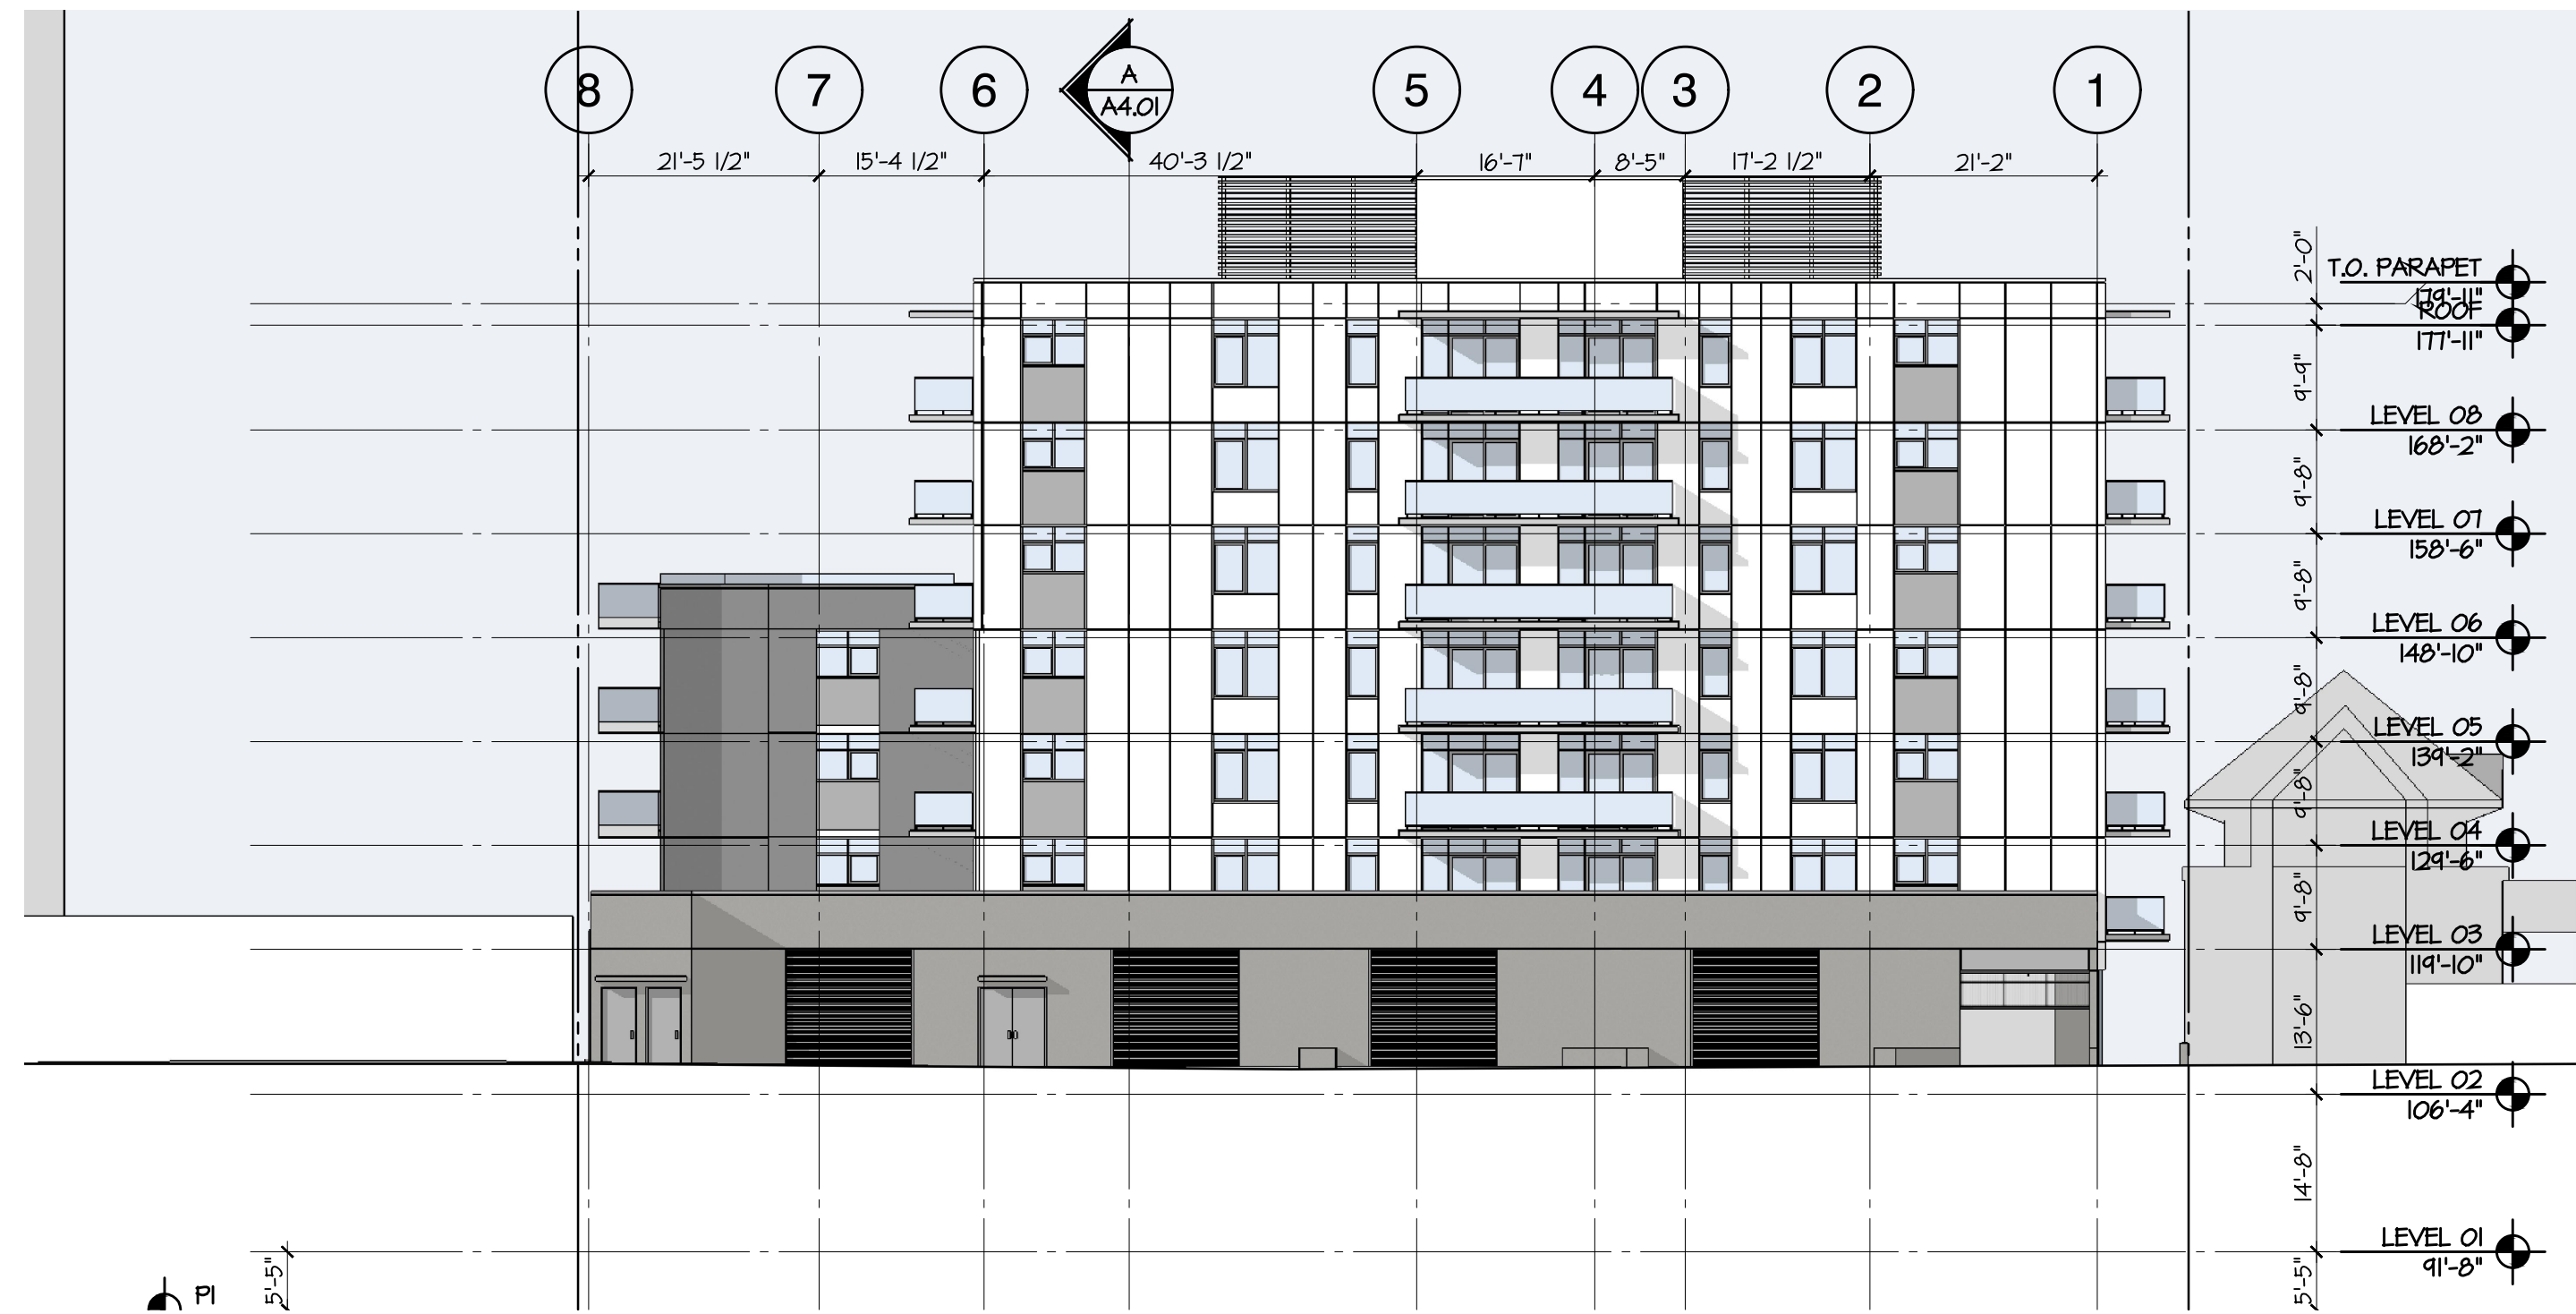 8 7 6 A 5 4 3 2 1
A4.01
21'-5 1/2" 15'-4 1/2" 40'-3 1/2" 16'-7" 8'-5" 17'-2 1/2" 21'-2"
2'-0"
T.O. PARAPET
179'-11"
ROOF
177'-11"
9'-9"
LEVEL 08
168'-2"
9'-8"
LEVEL 07
158'-6"
9'-8"
LEVEL 06
148'-10"
9'-8"
LEVEL 05
139'-2"
9'-8"
LEVEL 04
129'-6"
9'-8"
LEVEL 03
119'-10"
13'-6"
LEVEL 02
106'-4"
14'-8"
LEVEL 01
91'-8"
5'-5"
P1
5'-5"